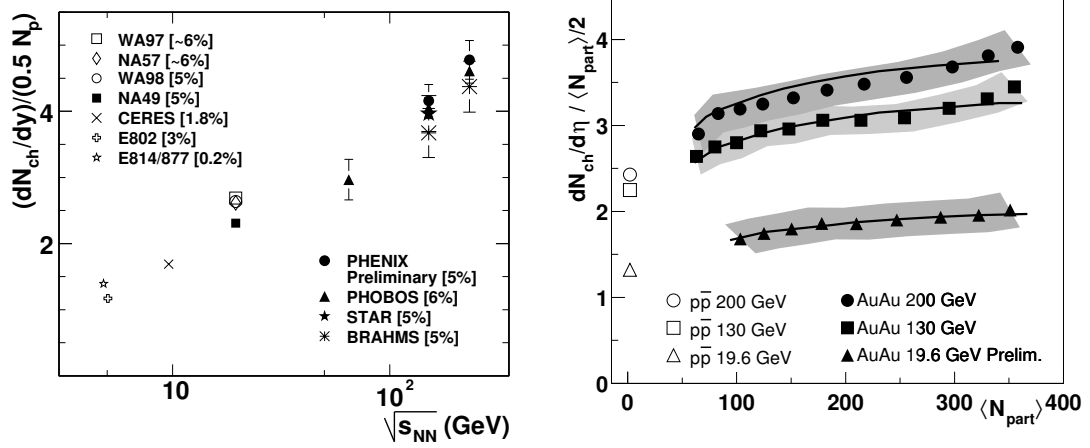 (dN_ch/dy)/(0.5 N_p)
4
2
WA97 [~6%]
NA57 [~6%]
WA98 [5%]
NA49 [5%]
CERES [1.8%]
E802 [3%]
E814/877 [0.2%]
PHENIX
Preliminary [5%]
PHOBOS [6%]
STAR [5%]
BRAHMS [5%]
10
10^2
√s_NN (GeV)
dN_ch/dη / ⟨N_part⟩/2
4
3
2
1
0
pp̅ 200 GeV
pp̅ 130 GeV
pp̅ 19.6 GeV
AuAu 200 GeV
AuAu 130 GeV
AuAu 19.6 GeV Prelim.
0
100
200
300
400
⟨N_part⟩